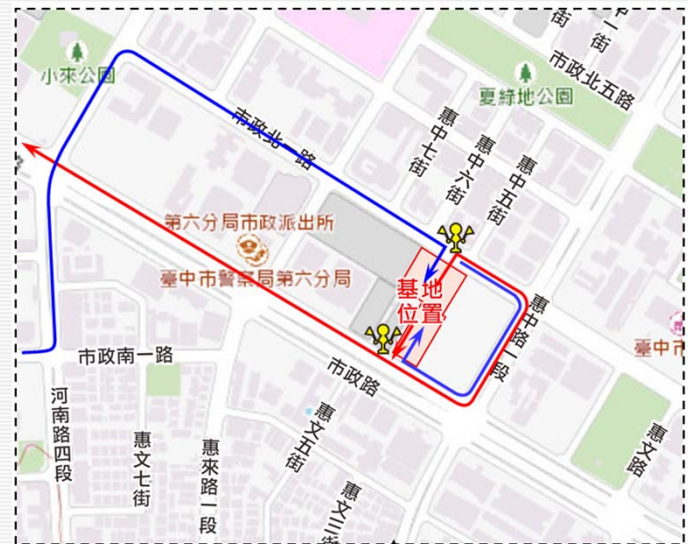 街
中一街
小來公園
市政北五路
夏綠地公園
市政北一路
惠中七街
惠中六街
惠中五街
第六分局市政派出所
臺中市警察局第六分局
基地
位置
惠中路一段
臺中市
市政南一路
市政路
河南路四段
惠文七街
惠來路一段
惠文五街
惠文三街
惠文路